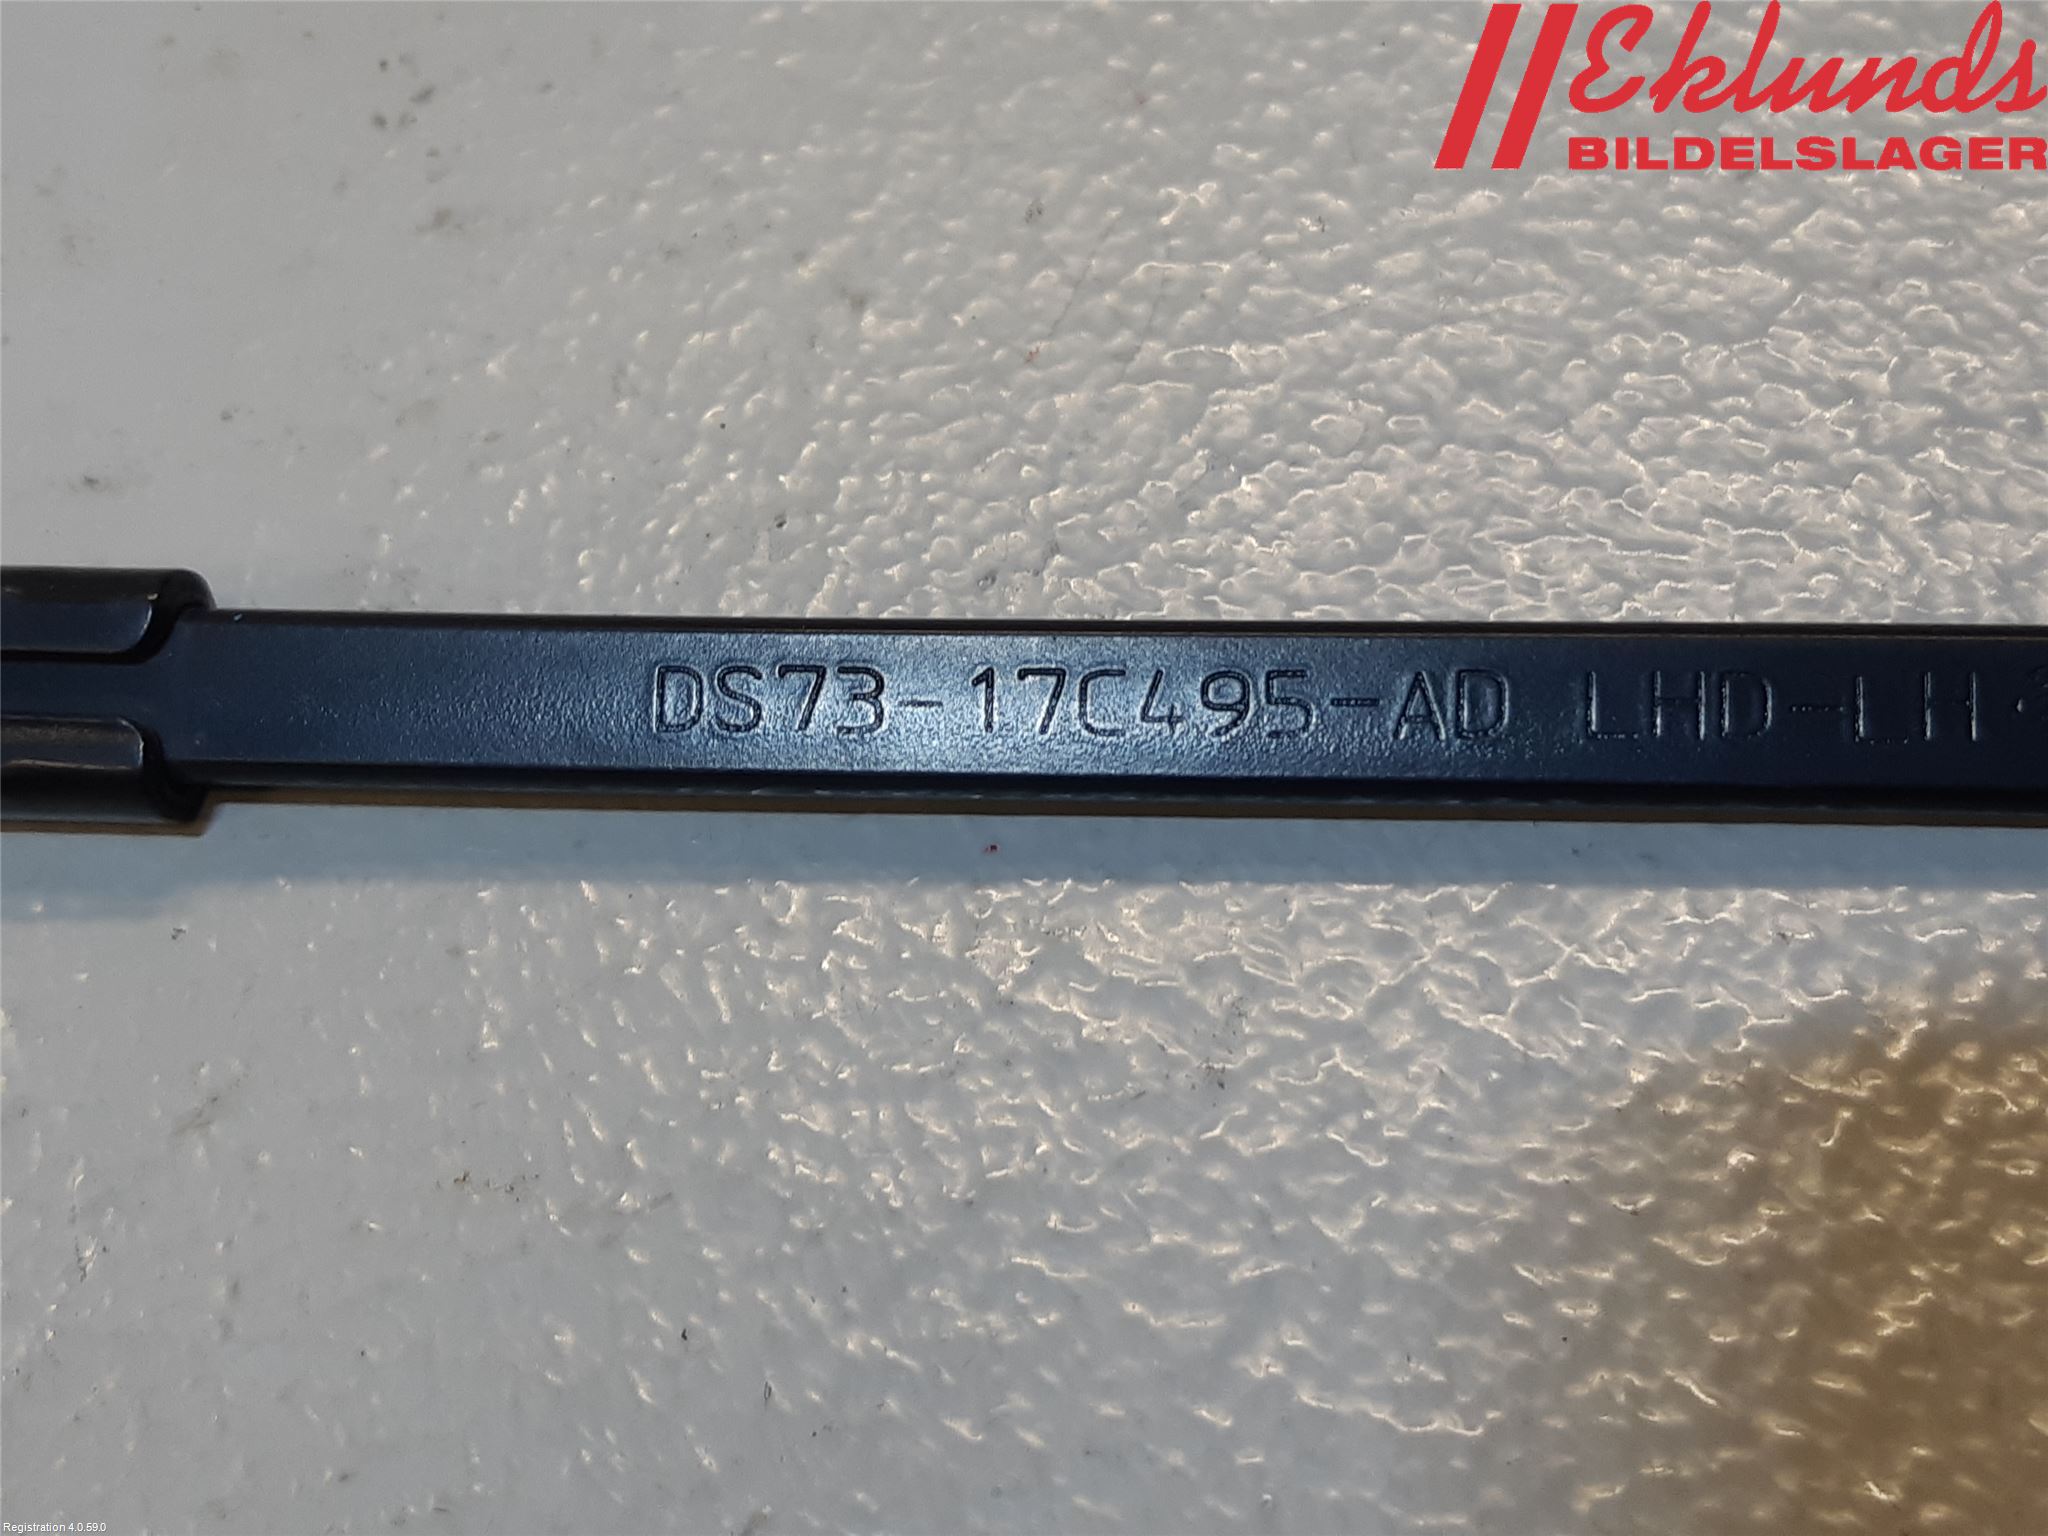 Eklunds
BILDELSLAGER
DS73-17C495-AD LHD-LH
Registration 4.0.59.0